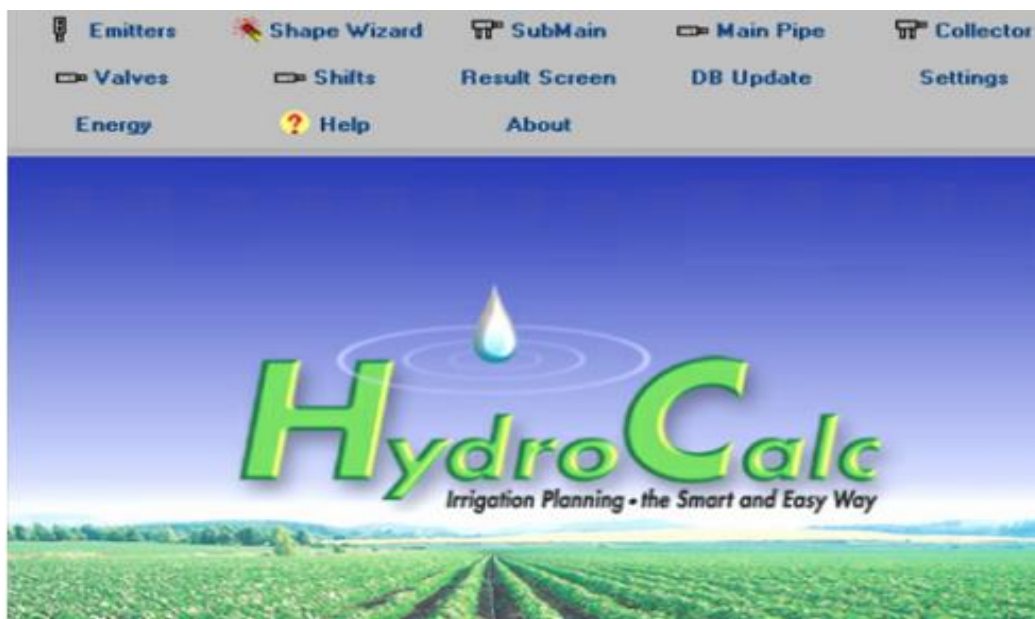 Emitters Shape Wizard SubMain Main Pipe Collector
Valves Shifts Result Screen DB Update Settings
Energy ? Help About
HydroCalc
Irrigation Planning • the Smart and Easy Way